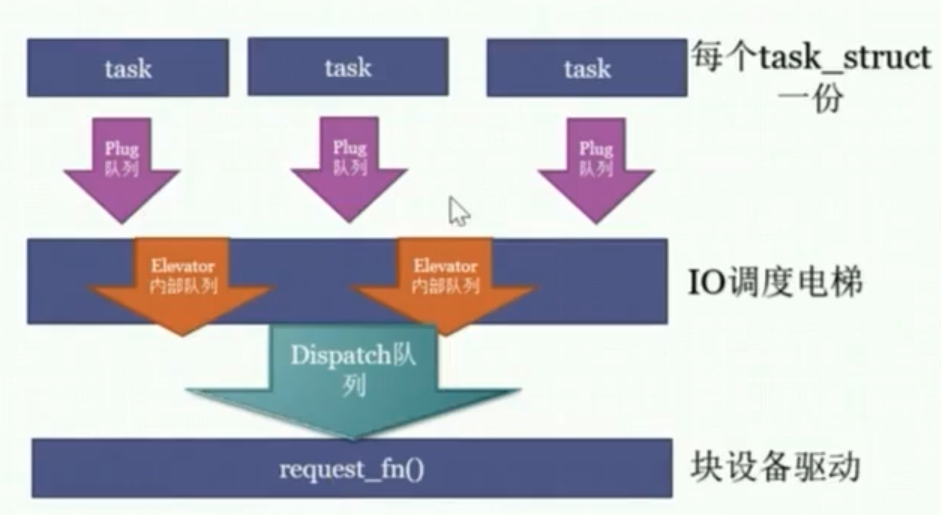 task
task
task
每个task_struct
一份
Plug
队列
Plug
队列
Plug
队列
Elevator
内部队列
Elevator
内部队列
IO调度电梯
Dispatch队
列
request_fn()
块设备驱动